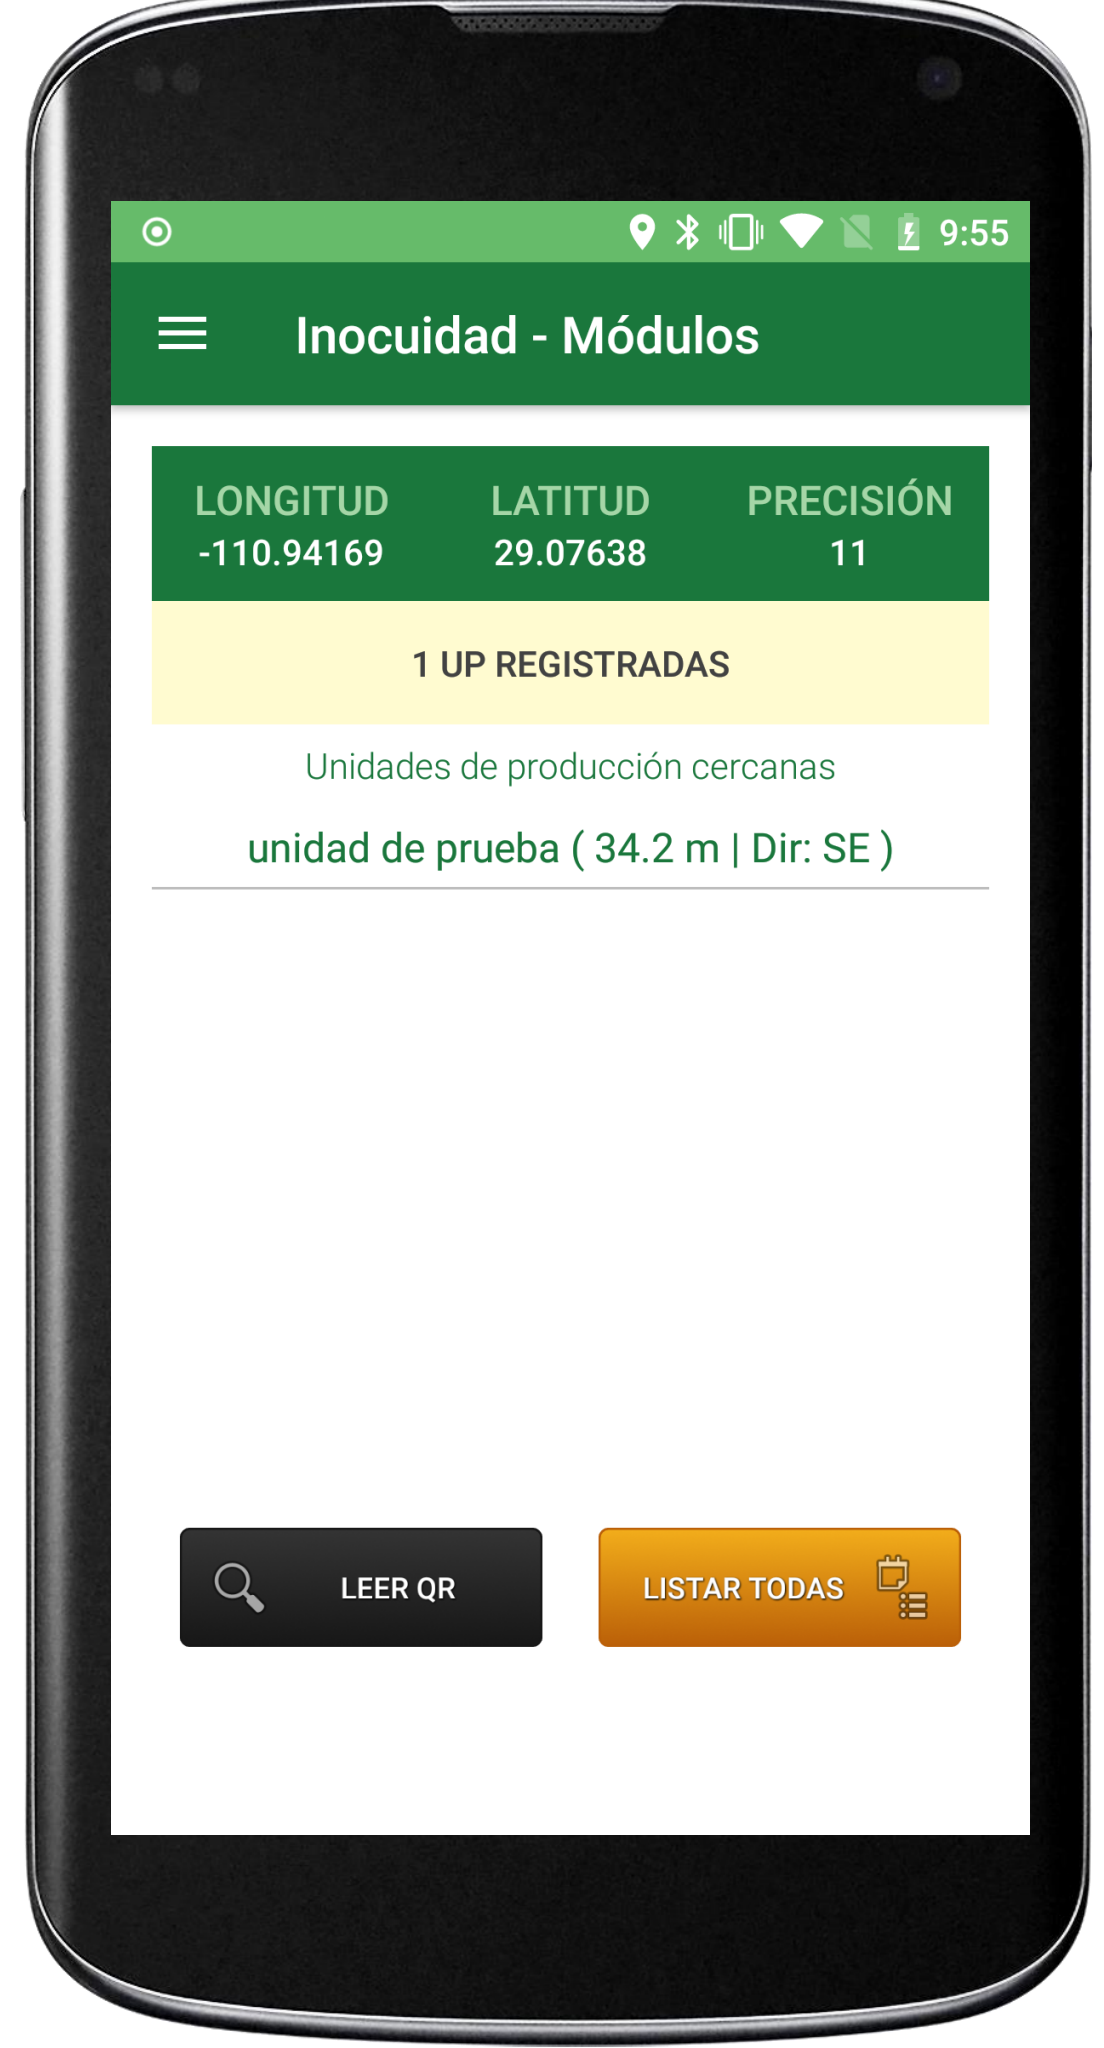 9:55
Inocuidad - Módulos
LONGITUD LATITUD PRECISIÓN
-110.94169 29.07638 11
1 UP REGISTRADAS
Unidades de producción cercanas
unidad de prueba ( 34.2 m | Dir: SE )
LEER QR LISTAR TODAS